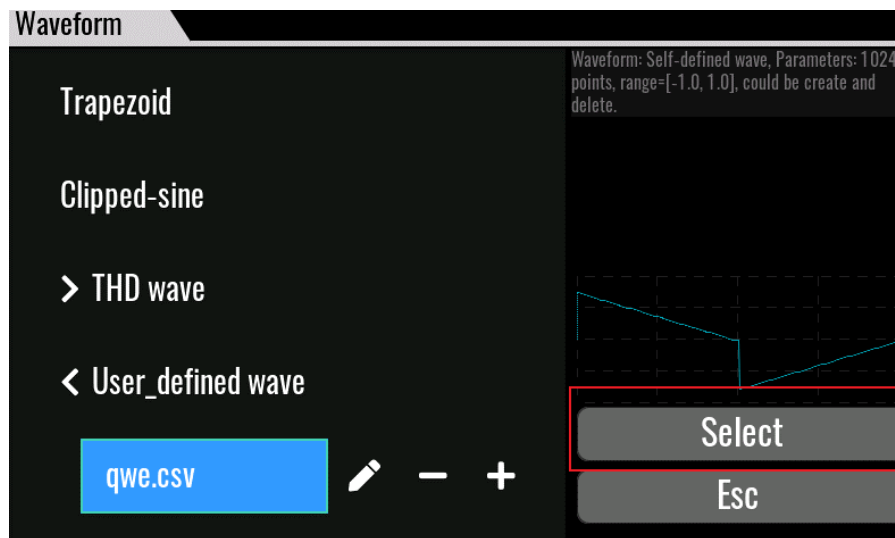 Waveform
Waveform: Self-defined wave, Parameters: 1024
points, range=[-1.0, 1.0], could be create and
delete.
Trapezoid
Clipped-sine
THD wave
User_defined wave
qwe.csv
Select
Esc